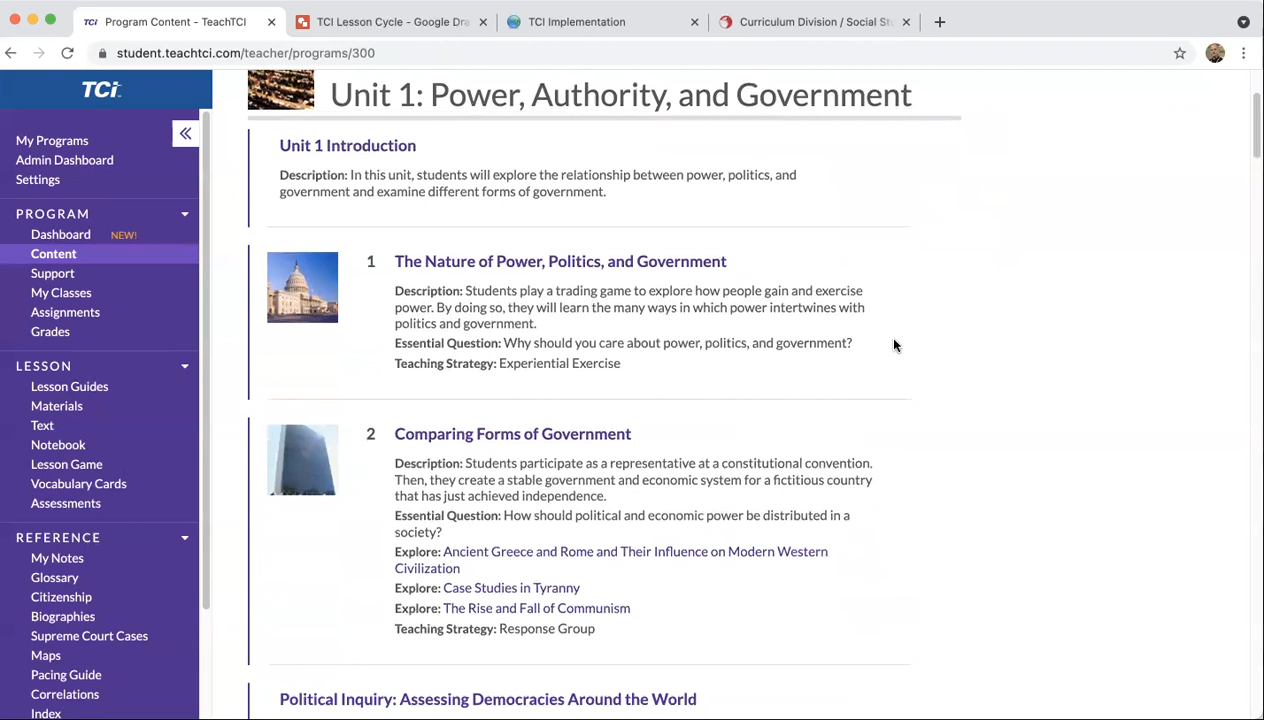 Program Content - TeachTCI
TCI Lesson Cycle - Google Dra
TCI Implementation
Curriculum Division / Social St
student.teachtci.com/teacher/programs/300
TCi
My Programs
Admin Dashboard
Settings
PROGRAM
Dashboard NEW!
Content
Support
My Classes
Assignments
Grades
LESSON
Lesson Guides
Materials
Text
Notebook
Lesson Game
Vocabulary Cards
Assessments
REFERENCE
My Notes
Glossary
Citizenship
Biographies
Supreme Court Cases
Maps
Pacing Guide
Correlations
Index
Unit 1: Power, Authority, and Government
Unit 1 Introduction
Description: In this unit, students will explore the relationship between power, politics, and
government and examine different forms of government.
1 The Nature of Power, Politics, and Government
Description: Students play a trading game to explore how people gain and exercise
power. By doing so, they will learn the many ways in which power intertwines with
politics and government.
Essential Question: Why should you care about power, politics, and government?
Teaching Strategy: Experiential Exercise
2 Comparing Forms of Government
Description: Students participate as a representative at a constitutional convention.
Then, they create a stable government and economic system for a fictitious country
that has just achieved independence.
Essential Question: How should political and economic power be distributed in a
society?
Explore: Ancient Greece and Rome and Their Influence on Modern Western
Civilization
Explore: Case Studies in Tyranny
Explore: The Rise and Fall of Communism
Teaching Strategy: Response Group
Political Inquiry: Assessing Democracies Around the World